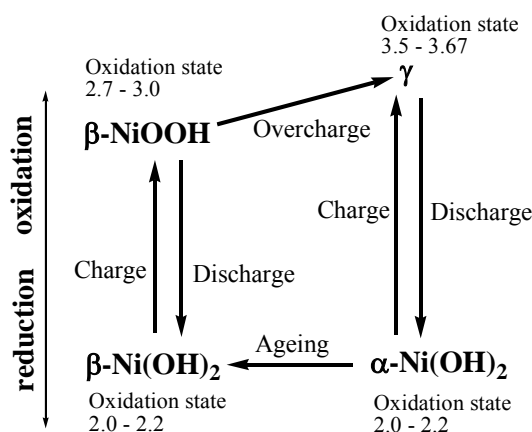 Oxidation state
3.5 - 3.67
γ
Oxidation state
2.7 - 3.0
β-NiOOH
Overcharge
Charge
Discharge
Charge
Discharge
oxidation
reduction
Ageing
β-Ni(OH)₂
α-Ni(OH)₂
Oxidation state
2.0 - 2.2
Oxidation state
2.0 - 2.2